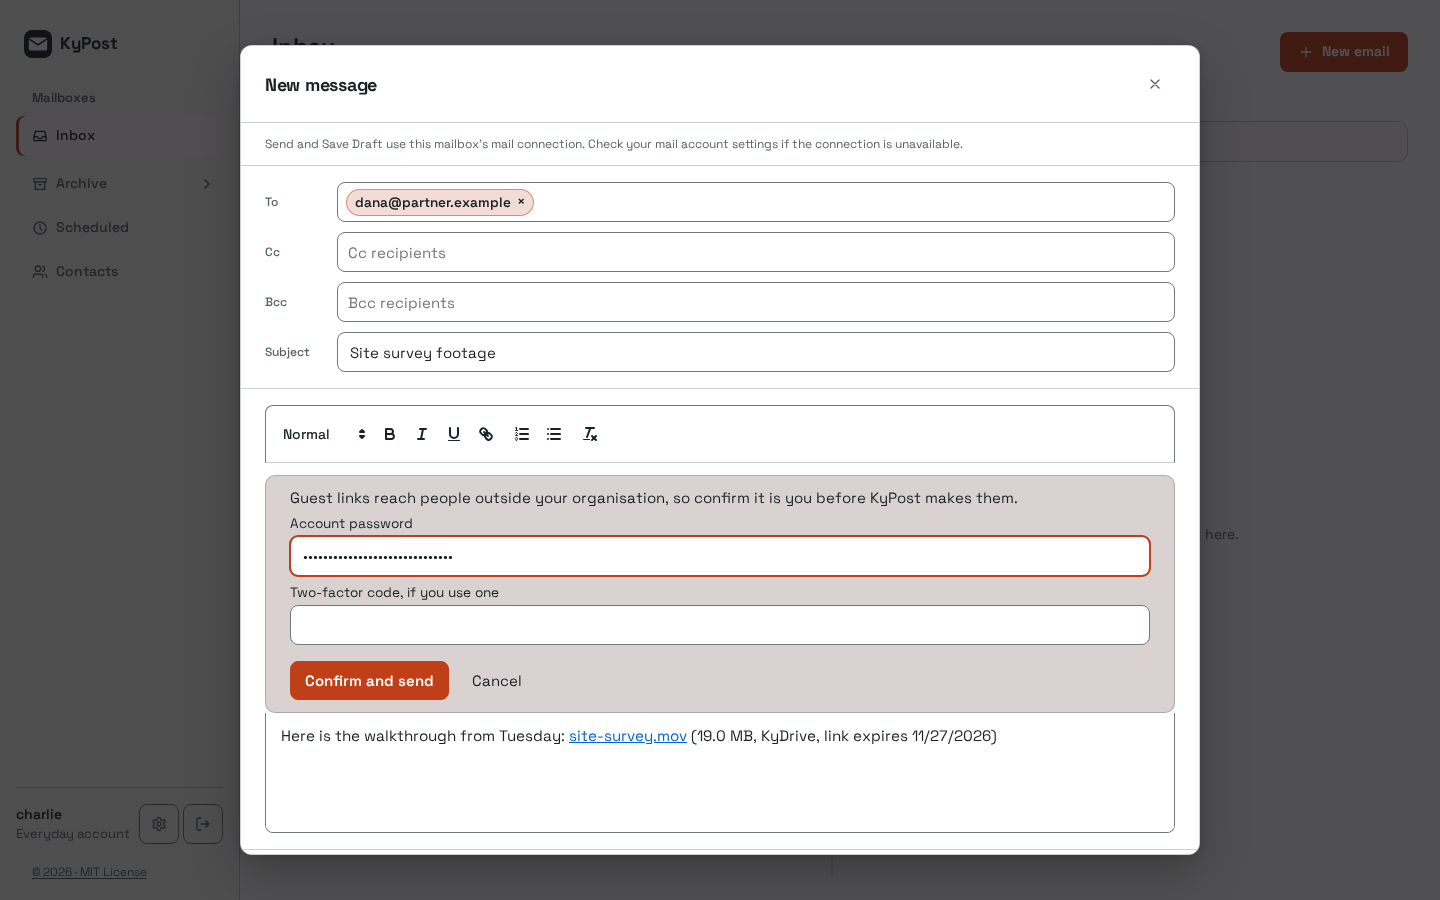 KyPost
Mailboxes
Inbox
Archive
Scheduled
Contacts
charlie
Everyday account
© 2026 · MIT License
Inbox
New email
here.
New message
Send and Save Draft use this mailbox's mail connection. Check your mail account settings if the connection is unavailable.
To
dana@partner.example ×
Cc
Cc recipients
Bcc
Bcc recipients
Subject
Site survey footage
Normal
Guest links reach people outside your organisation, so confirm it is you before KyPost makes them.
Account password
••••••••••••••••••••••••••••••
Two-factor code, if you use one
Confirm and send
Cancel
Here is the walkthrough from Tuesday: site-survey.mov (19.0 MB, KyDrive, link expires 11/27/2026)